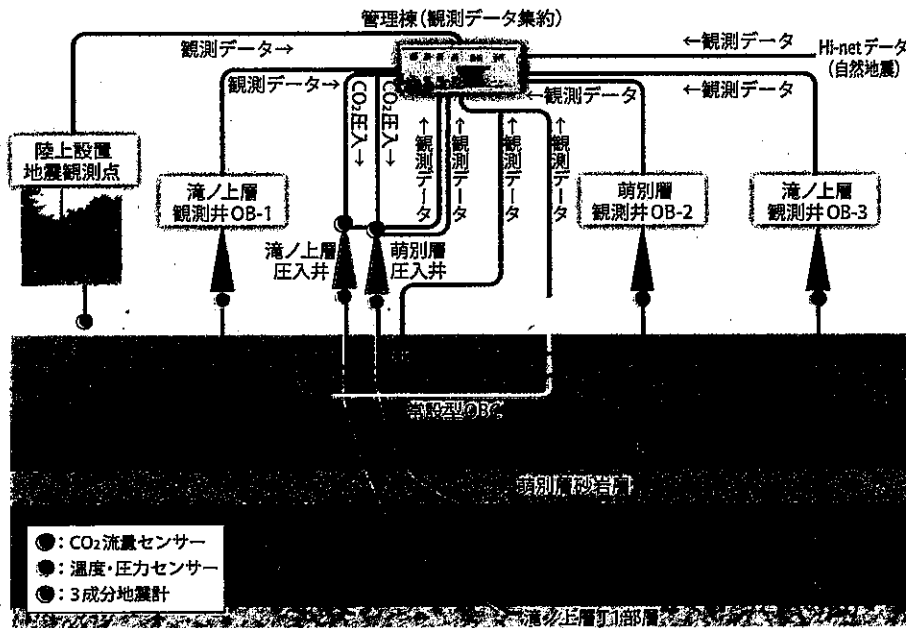 管理棟(観測データ集約)
観測データ→
←観測データ
Hi-netデータ
(自然地震)
観測データ→
CO₂圧入→
CO₂圧入→
←観測データ
←観測データ
←観測データ
←観測データ
←観測データ
←観測データ
陸上設置
地震観測点
滝ノ上層
観測井OB-1
滝ノ上層
圧入井
萌別層
圧入井
萌別層
観測井OB-2
滝ノ上層
観測井OB-3
常設型OBC
萌別層砂岩層
●:CO₂流量センサー
●:温度・圧力センサー
●:3成分地震計
滝ノ上層T1部層